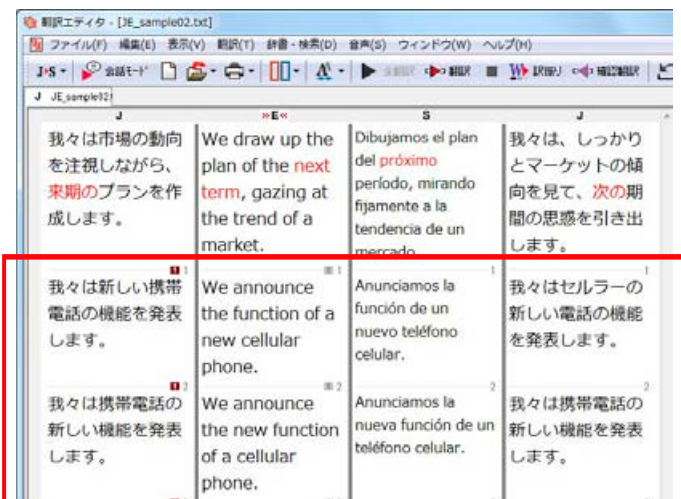 翻訳エディタ - [JE_sample02.txt]
ファイル(F) 編集(E) 表示(V) 翻訳(T) 辞書・検索(D) 音声(S) ウィンドウ(W) ヘルプ(H)
J▸S 会話モード 全翻訳 翻訳 訳振り 確認翻訳
J JE_sample02
J »E« S J
我々は市場の動向
を注視しながら、
来期のプランを作
成します。
We draw up the
plan of the next
term, gazing at
the trend of a
market.
Dibujamos el plan
del próximo
período, mirando
fijamente a la
tendencia de un
mercado
我々は、しっかり
とマーケットの傾
向を見て、次の期
間の思惑を引き出
します。
1 1 1 1
我々は新しい携帯
電話の機能を発表
します。
We announce
the function of a
new cellular
phone.
Anunciamos la
función de un
nuevo teléfono
celular.
我々はセルラーの
新しい電話の機能
を発表します。
2 2 2 2
我々は携帯電話の
新しい機能を発表
します。
We announce
the new function
of a cellular
phone.
Anunciamos la
nueva función de un
teléfono celular.
我々は携帯電話の
新しい機能を発表
します。